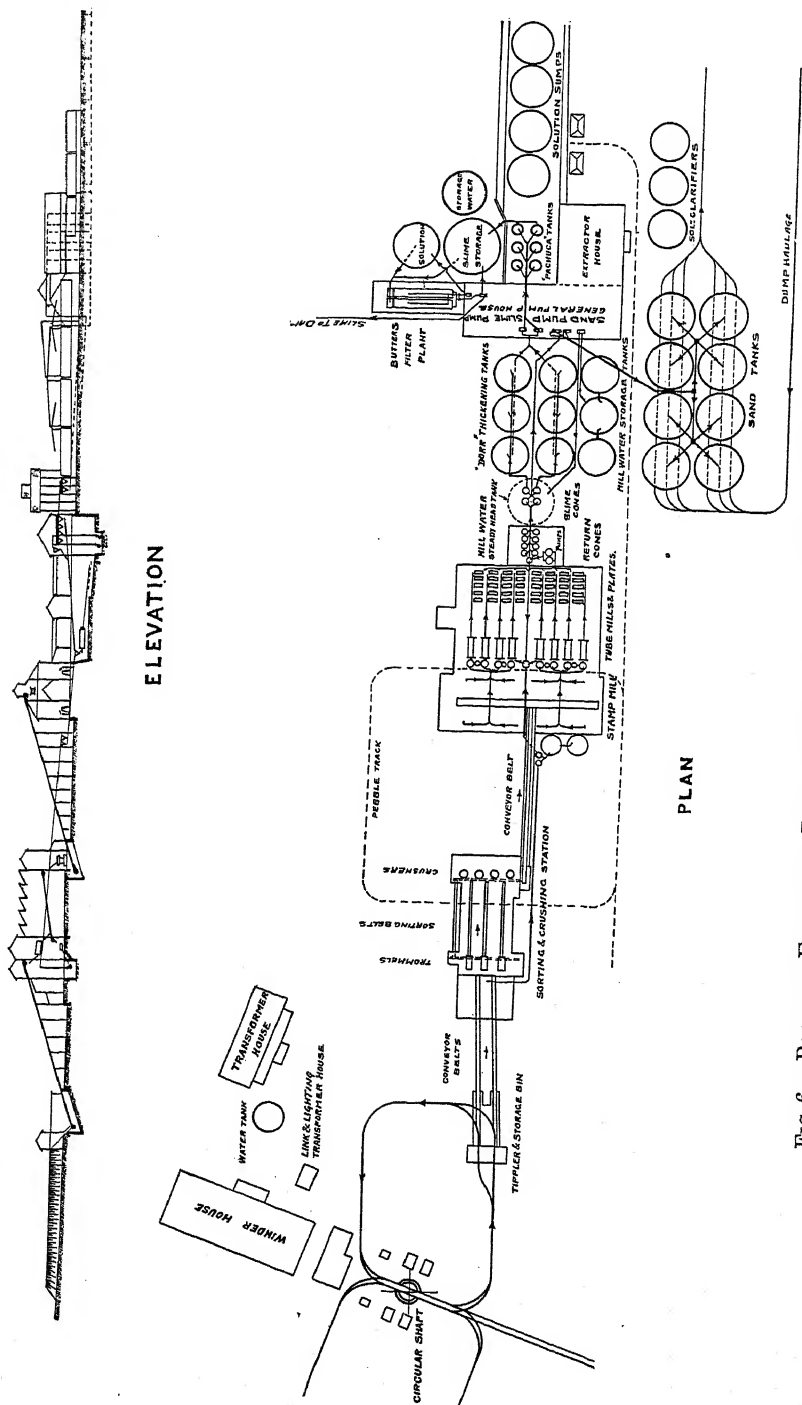 ELEVATION
WINDER HOUSE
TRANSFORMER
HOUSE
WATER TANK
LINK & LIGHTING
TRANSFORMER HOUSE
CIRCULAR SHAFT
TIPPLER & STORAGE BIN
CONVEYOR
BELTS
TROMMELS
SORTING BELTS
CRUSHERS
SORTING & CRUSHING STATION
PEBBLE TRACK
CONVEYOR BELT
STAMP MILL
TUBE MILLS & PLATES.
MILL WATER
STEADY HEAD TANK
PUMPS
RETURN
CONES
SLIME
CONES
"DORR" THICKENING TANKS
MILL WATER STORAGE TANKS
SAND PUMP SLIME PUMP
GENERAL PUMP HOUSE
BUTTERS
FILTER
PLANT
SLIME TO DAM
SOLUTION
SLIME
STORAGE
STORAGE
WATER
"PACHUCA" TANKS
EXTRACTOR
HOUSE
SOLUTION SUMPS
SOLN CLARIFIERS
SAND
TANKS
DUMP HAULAGE
PLAN